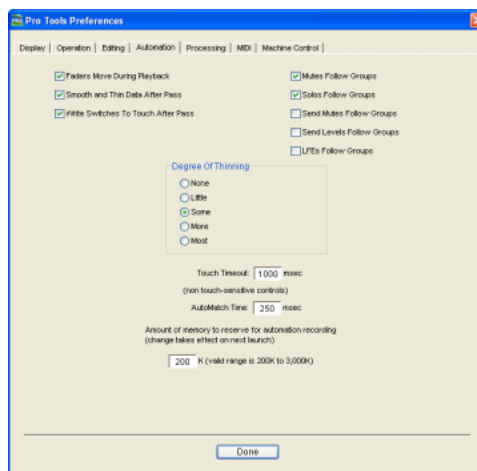 Pro Tools Preferences
Display Operation Editing Automation Processing MIDI Machine Control
Faders Move During Playback
Smooth and Thin Data After Pass
Write Switches To Touch After Pass
Mutes Follow Groups
Solos Follow Groups
Send Mutes Follow Groups
Send Levels Follow Groups
LFEs Follow Groups
Degree Of Thinning
None
Little
Some
More
Most
Touch Timeout: 1000 msec
(non touch-sensitive controls)
AutoMatch Time: 250 msec
Amount of memory to reserve for automation recording
(change takes effect on next launch)
200 K (valid range is 200K to 3,000K)
Done